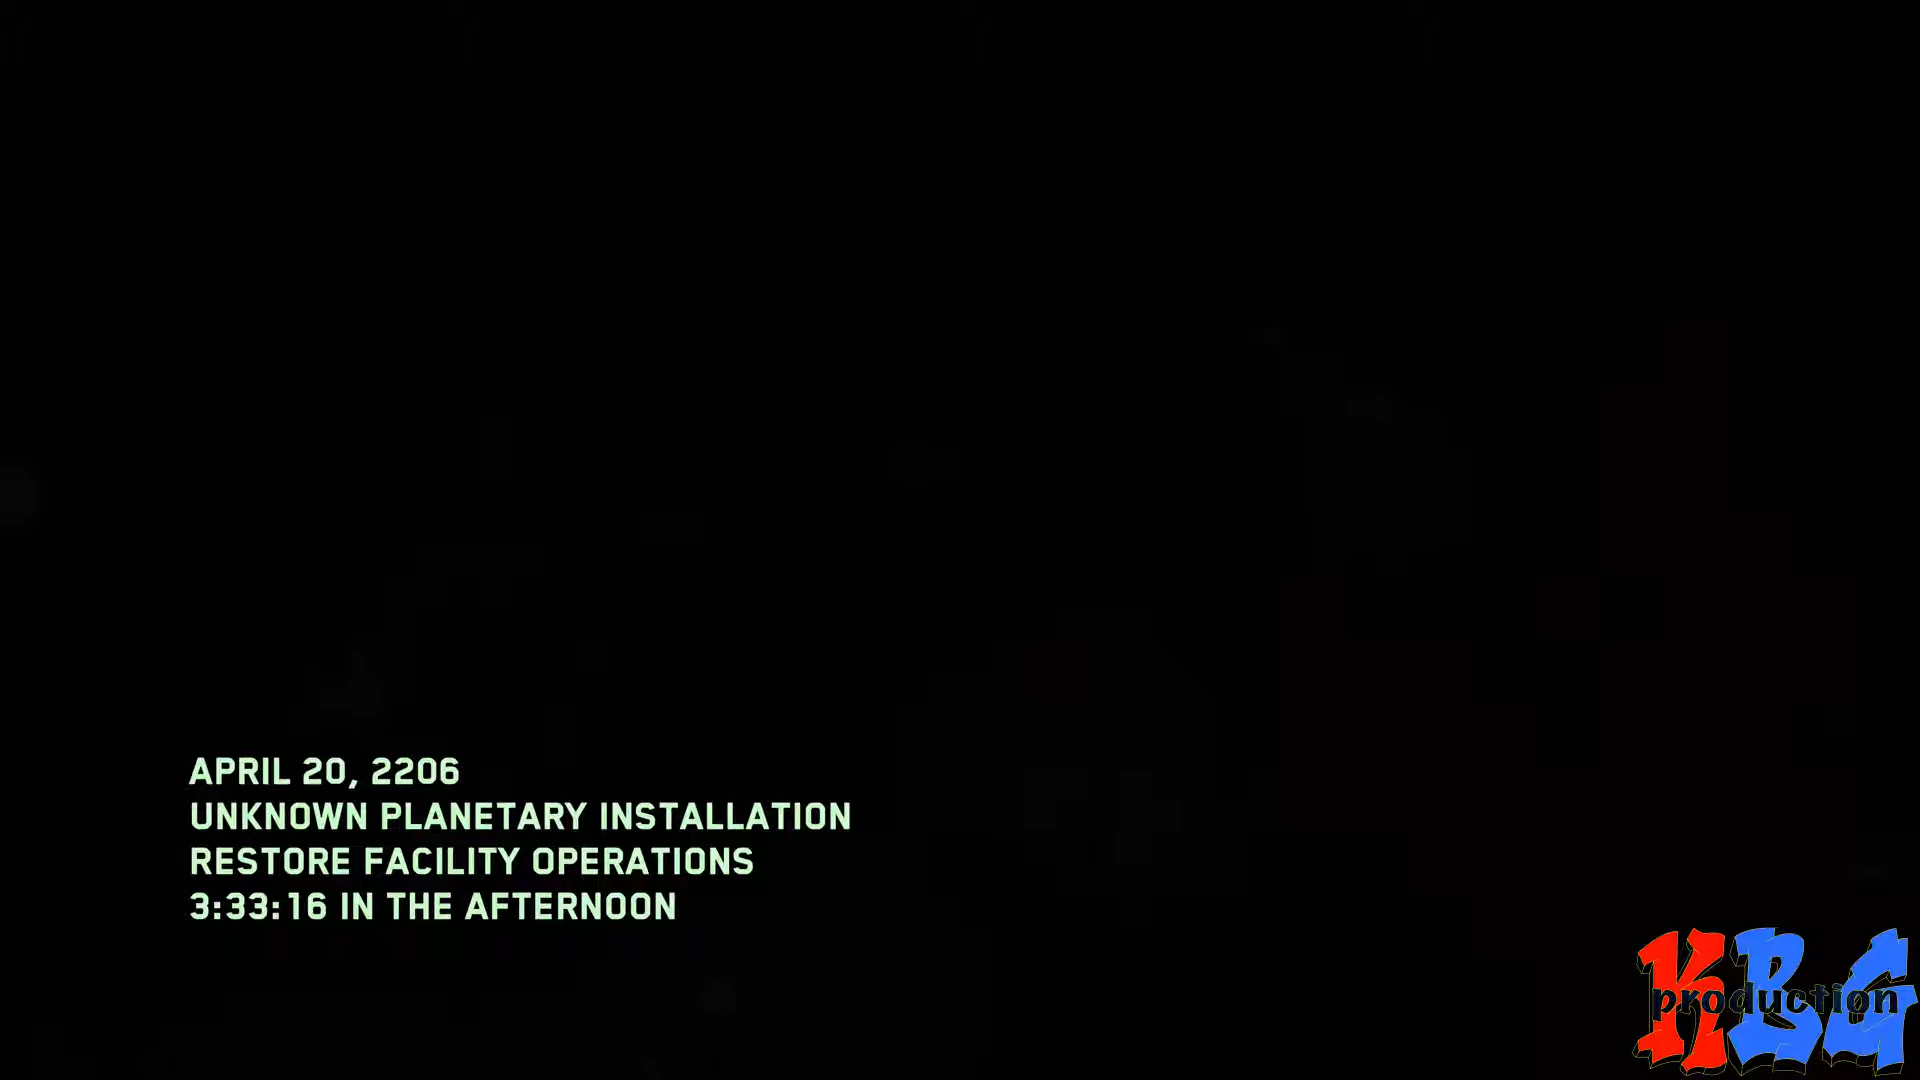 APRIL 20, 2206
UNKNOWN PLANETARY INSTALLATION
RESTORE FACILITY OPERATIONS
3:33:16 IN THE AFTERNOON
KBG
production